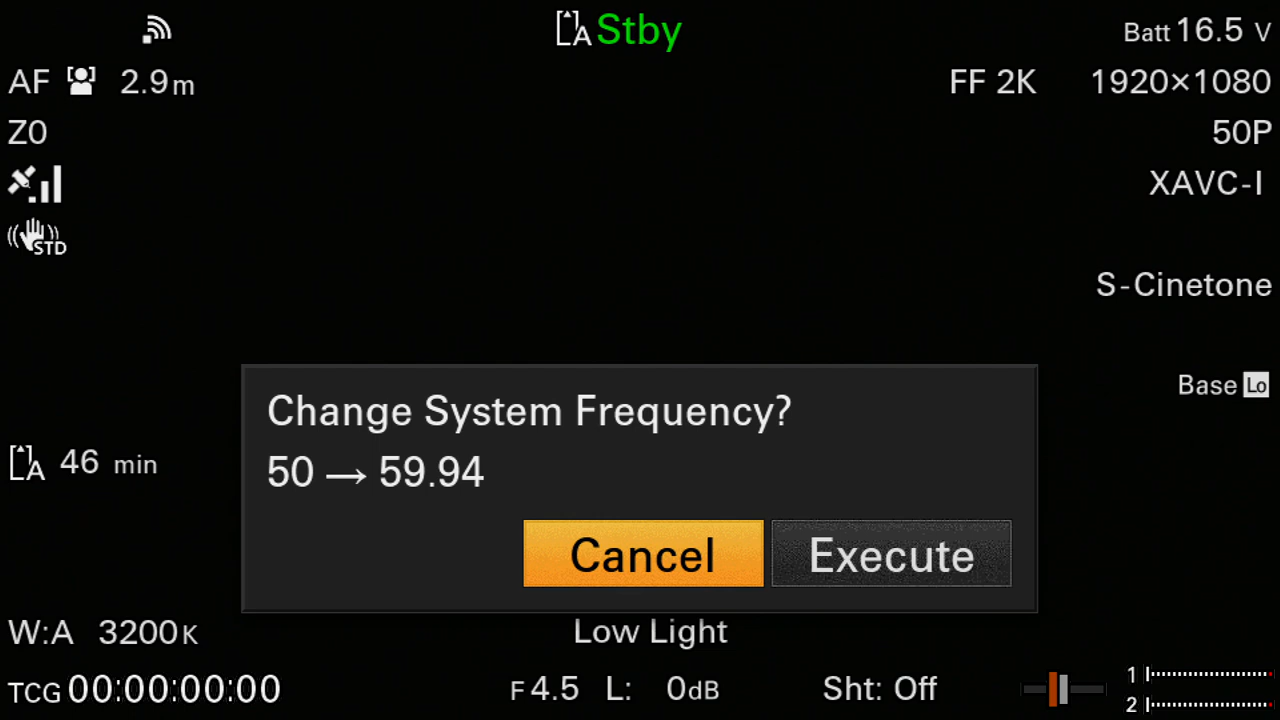 A Stby Batt 16.5 V
AF 2.9m FF 2K 1920×1080
Z0 50P
XAVC-I
STD
S-Cinetone
Base Lo
Change System Frequency?
50 → 59.94
A 46 min
Cancel Execute
W:A 3200K Low Light
TCG 00:00:00:00 F4.5 L: 0dB Sht: Off 1
2